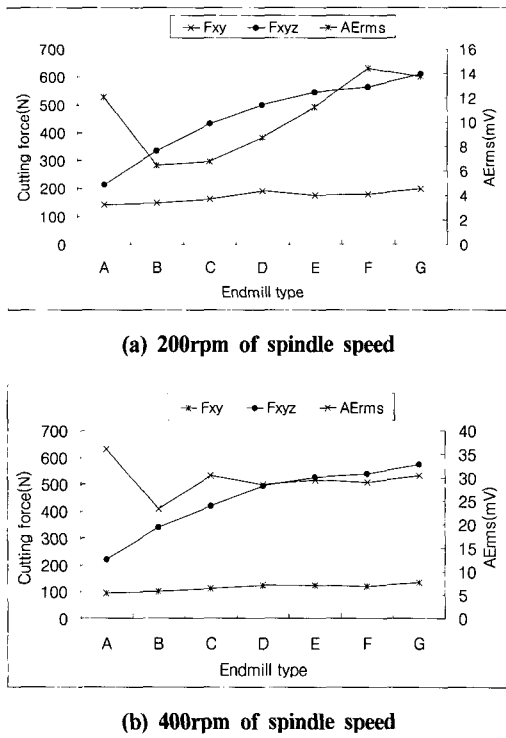 Fxy Fxyz AErms
700 16
600 14
500 12
400 10
300 8
200 6
100 4
0 2
0
Cutting force(N)
AErms(mV)
A B C D E F G
Endmill type
(a) 200rpm of spindle speed
Fxy Fxyz AErms
700 40
600 35
500 30
400 25
300 20
200 15
100 10
0 5
0
Cutting force(N)
AErms(mV)
A B C D E F G
Endmill type
(b) 400rpm of spindle speed